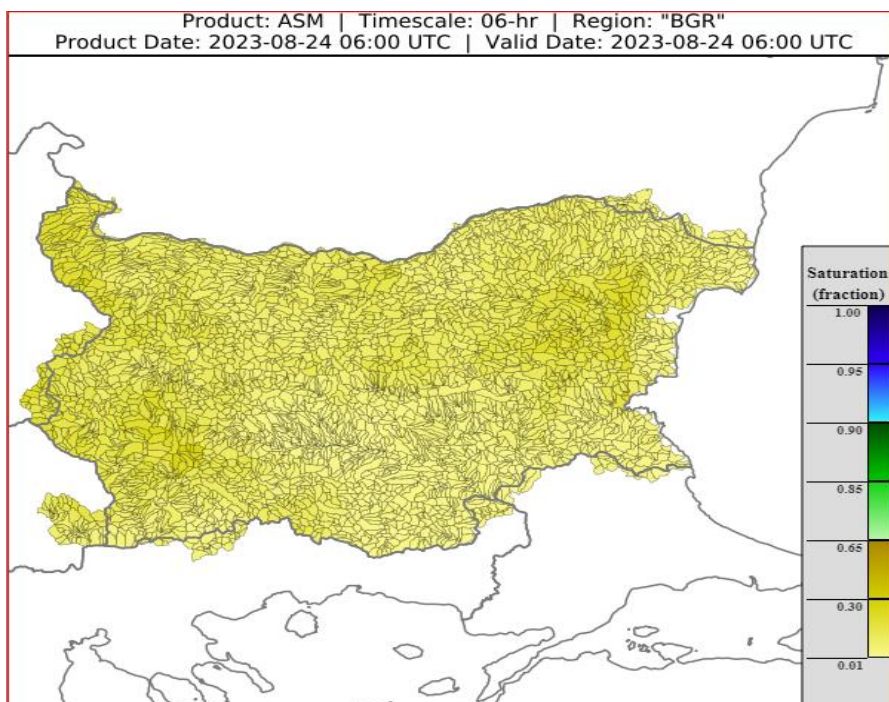 Product: ASM | Timescale: 06-hr | Region: "BGR"
Product Date: 2023-08-24 06:00 UTC | Valid Date: 2023-08-24 06:00 UTC
Saturation
(fraction)
1.00
0.95
0.90
0.85
0.65
0.30
0.01